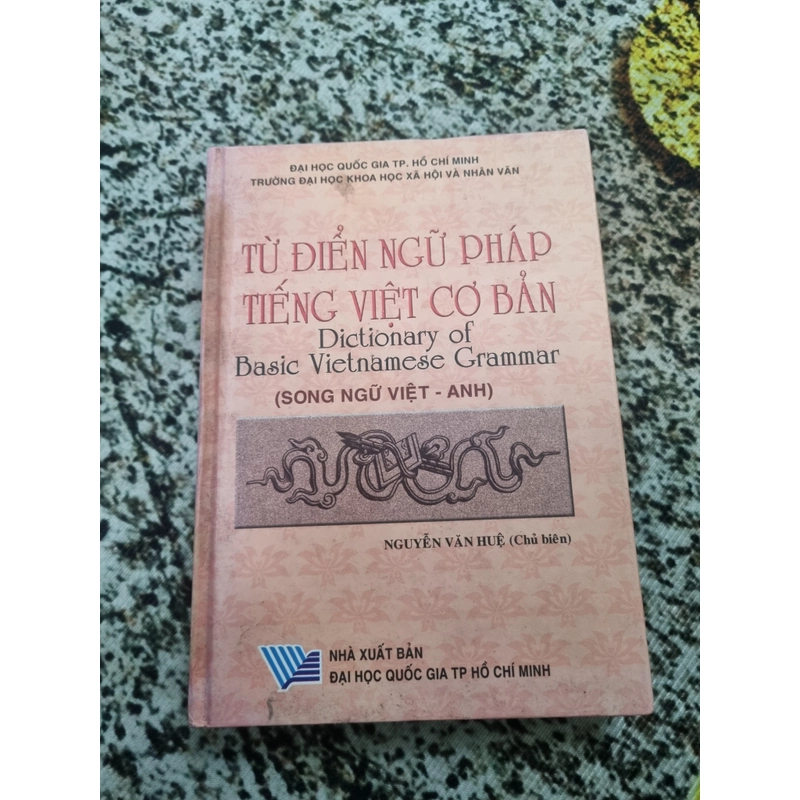 ĐẠI HỌC QUỐC GIA TP. HỒ CHÍ MINH
TRƯỜNG ĐẠI HỌC KHOA HỌC XÃ HỘI VÀ NHÂN VĂN
TỪ ĐIỂN NGỮ PHÁP
TIẾNG VIỆT CƠ BẢN
Dictionary of
Basic Vietnamese Grammar
(SONG NGỮ VIỆT - ANH)
NGUYỄN VĂN HUỆ (Chủ biên)
NHÀ XUẤT BẢN
ĐẠI HỌC QUỐC GIA TP HỒ CHÍ MINH